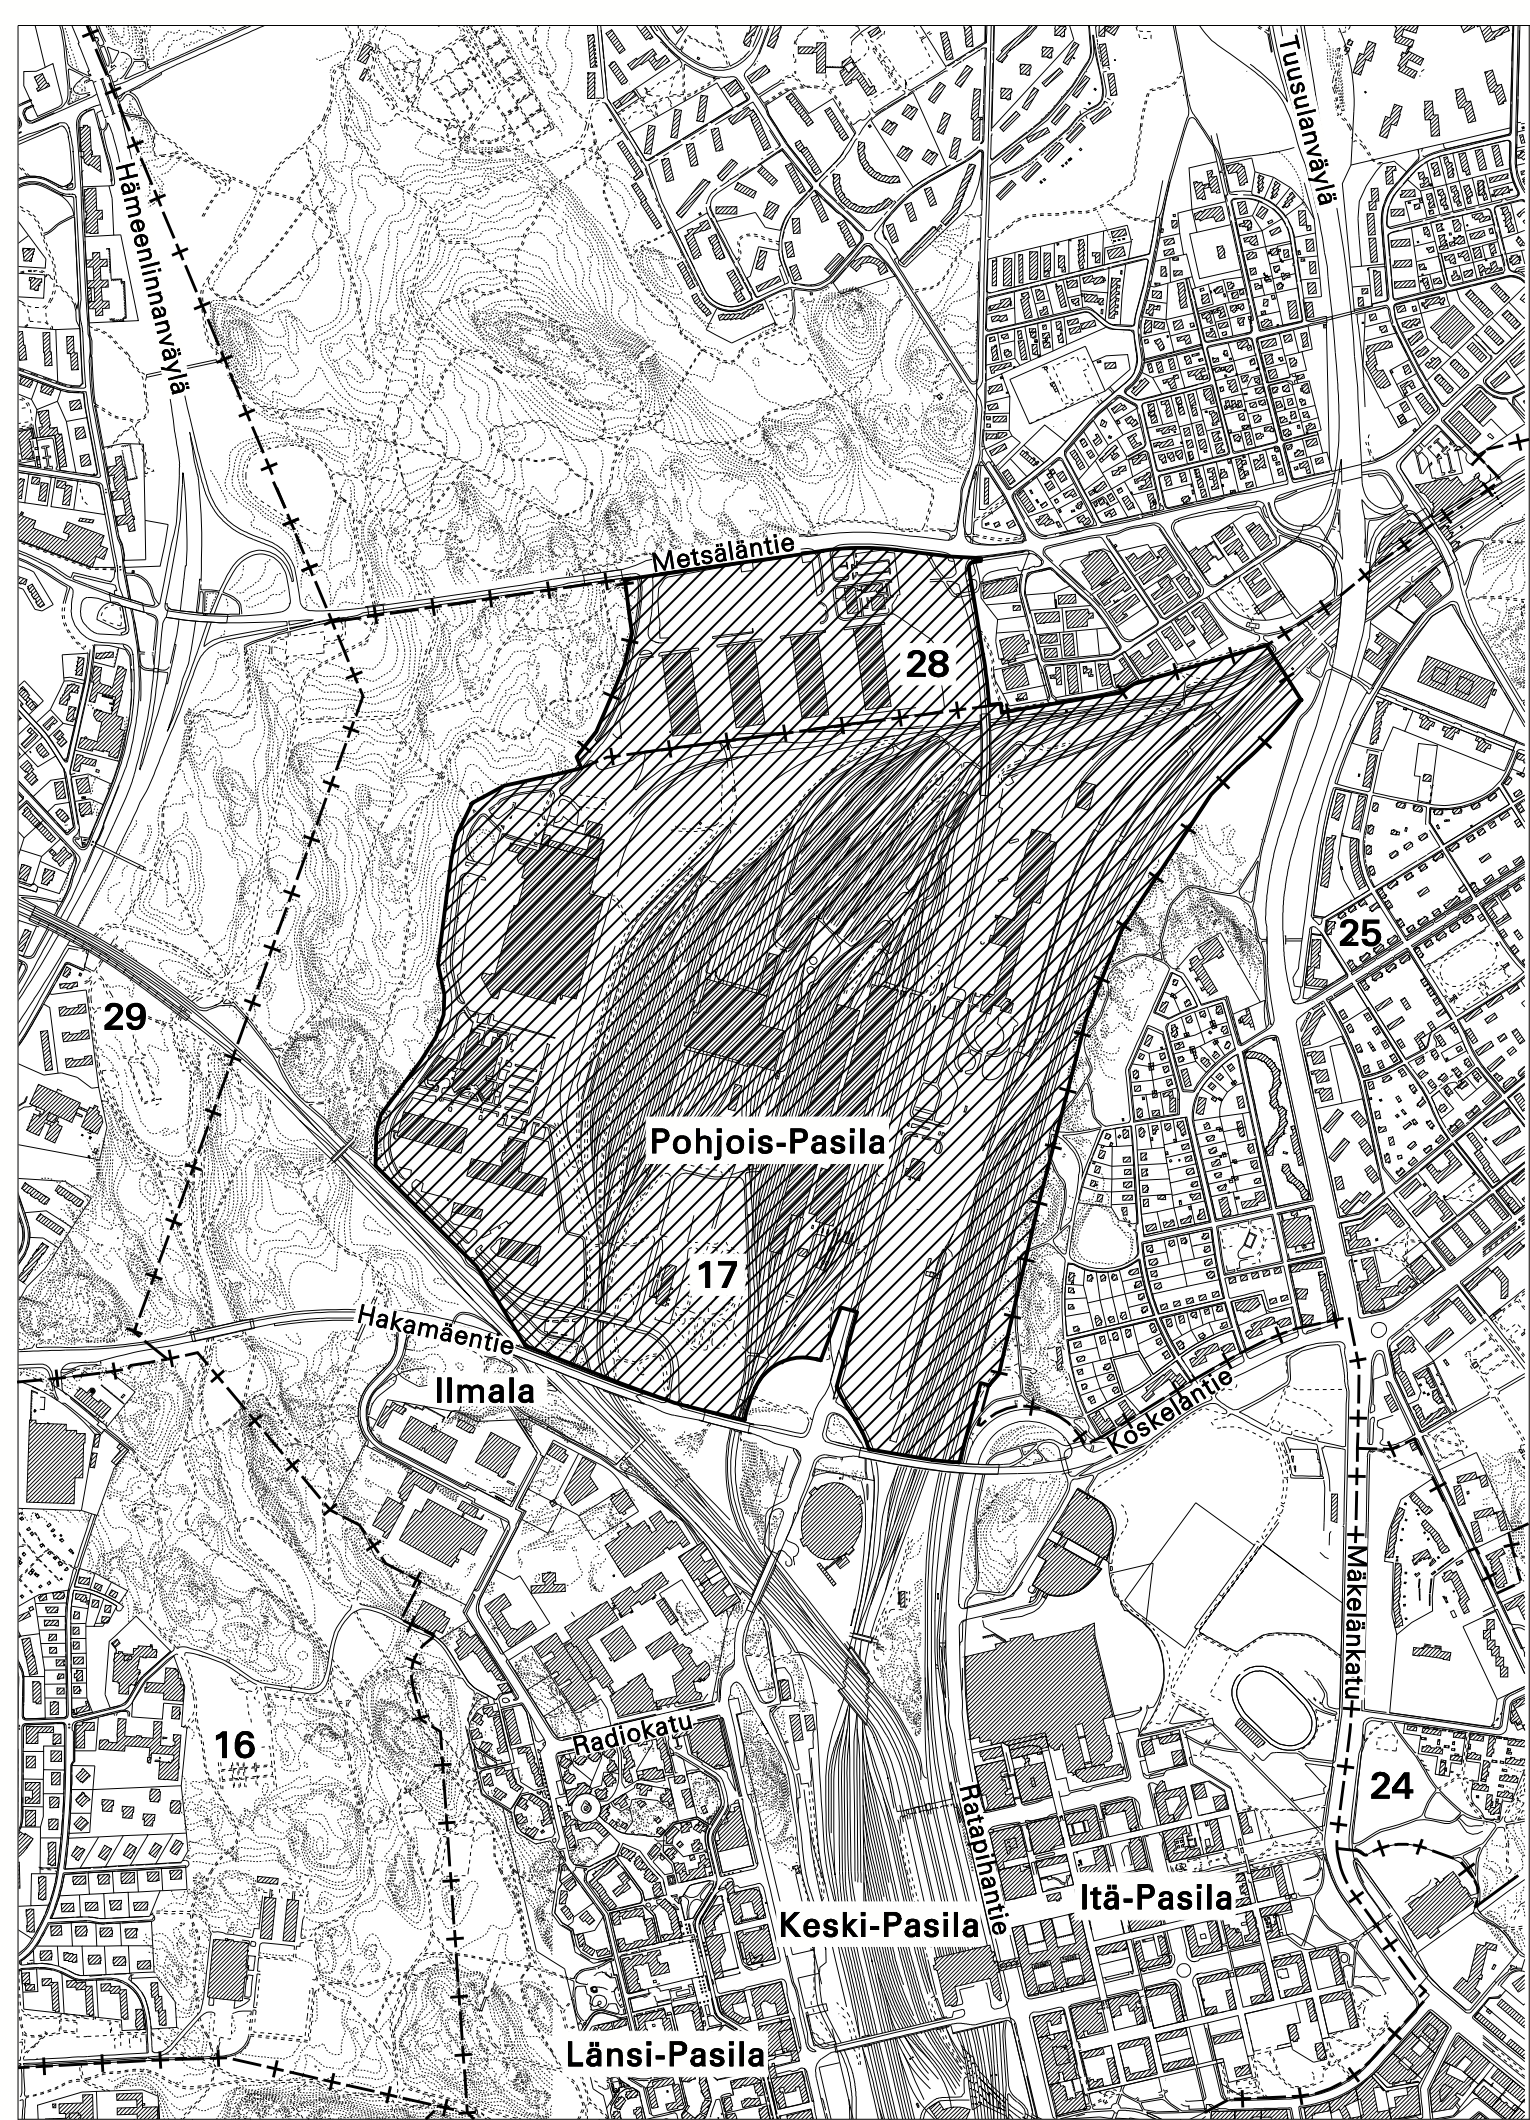 Tuusulanväylä
Hämeenlinnanväylä
Metsäläntie
28
25
29
Pohjois-Pasila
17
Hakamäentie
Ilmala
Koskelantie
Mäkelänkatu
Radiokatu
16
24
Ratapihantie
Itä-Pasila
Keski-Pasila
Länsi-Pasila